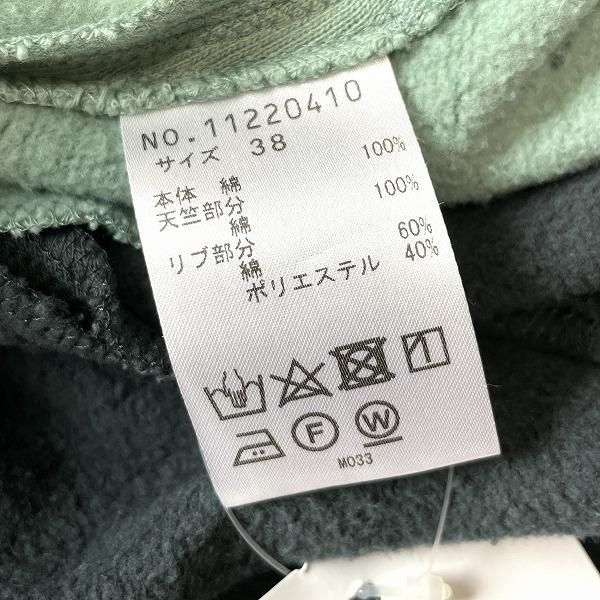 NO.11220410
サイズ 38
本体 綿 100%
天竺部分
綿 100%
リブ部分
綿 60%
ポリエステル 40%
F W
M033